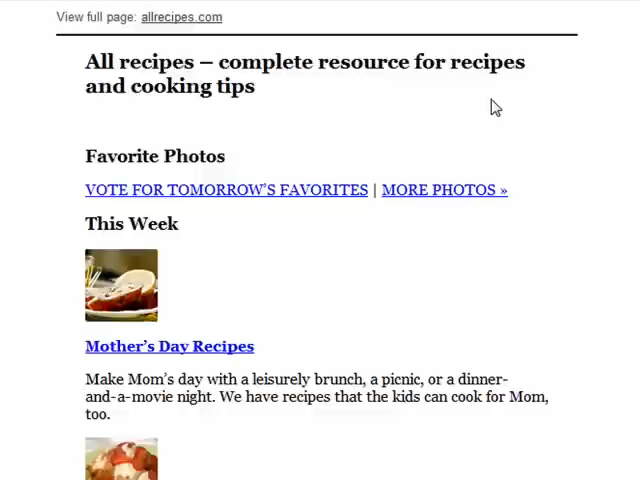 View full page: allrecipes.com
All recipes – complete resource for recipes
and cooking tips
Favorite Photos
VOTE FOR TOMORROW’S FAVORITES | MORE PHOTOS »
This Week
Mother’s Day Recipes
Make Mom’s day with a leisurely brunch, a picnic, or a dinner-
and-a-movie night. We have recipes that the kids can cook for Mom,
too.